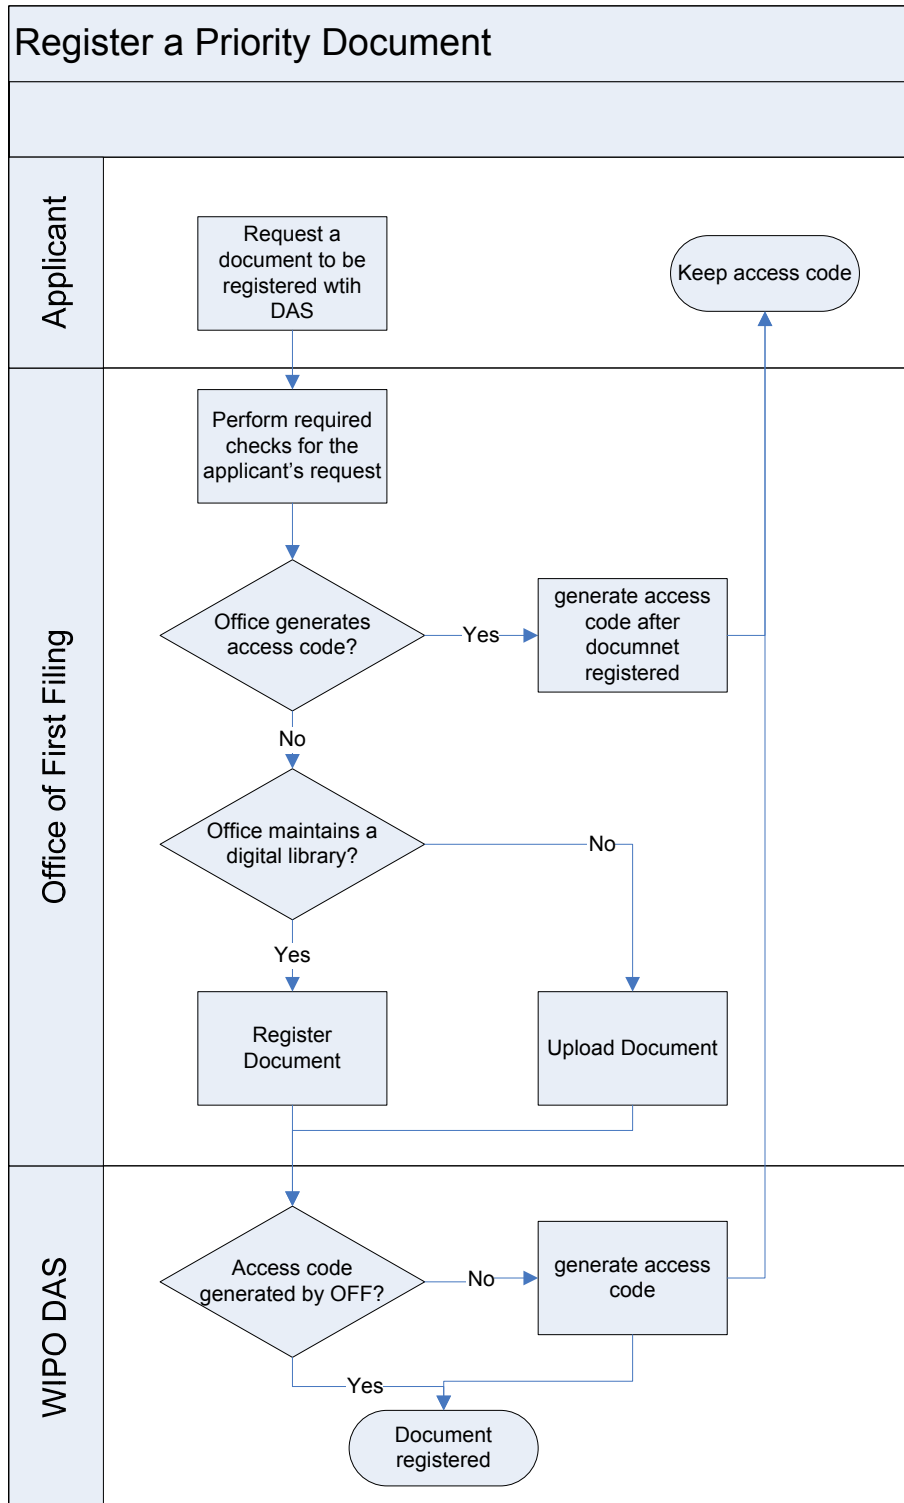 Register a Priority Document
Applicant
Request a
document to be
registered wtih
DAS
Keep access code
Office of First Filing
Perform required
checks for the
applicant's request
Office generates
access code?
Yes
generate access
code after
documnet
registered
No
Office maintains a
digital library?
No
Yes
Register
Document
Upload Document
WIPO DAS
Access code
generated by OFF?
No
generate access
code
Yes
Document
registered